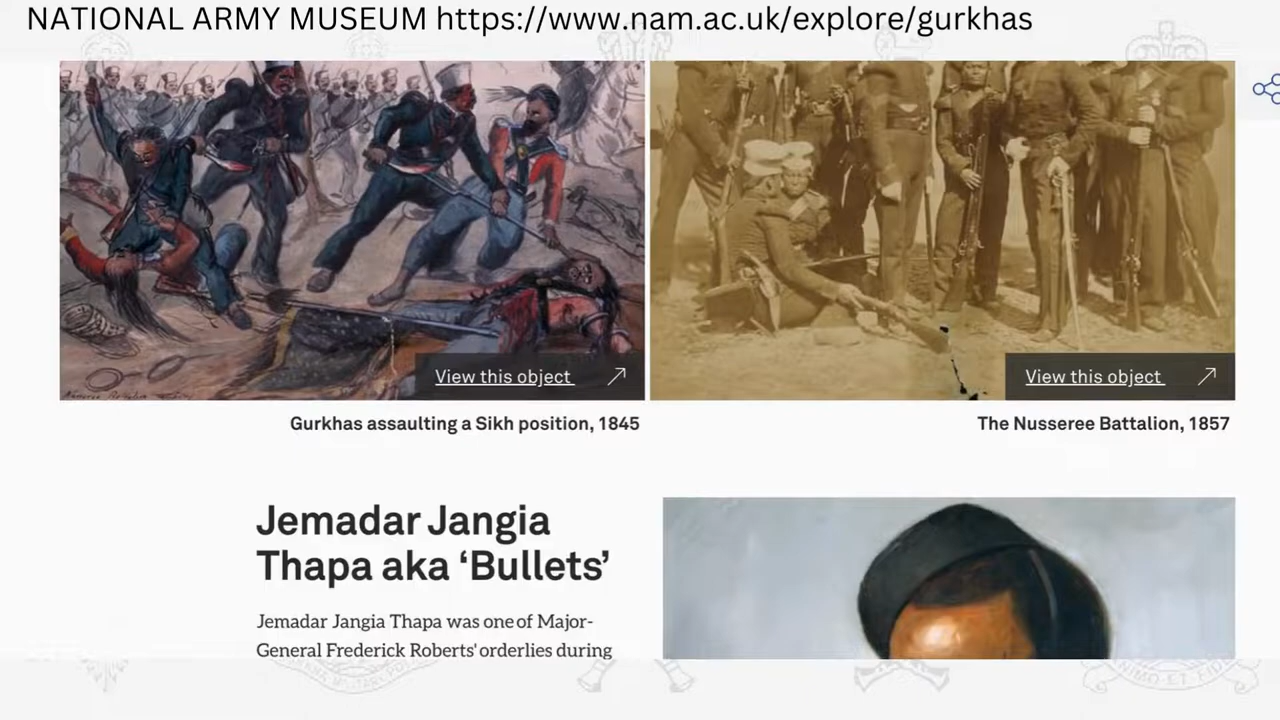 NATIONAL ARMY MUSEUM https://www.nam.ac.uk/explore/gurkhas
View this object
View this object
Gurkhas assaulting a Sikh position, 1845
The Nusseree Battalion, 1857
Jemadar Jangia
Thapa aka ‘Bullets’
Jemadar Jangia Thapa was one of Major-
General Frederick Roberts' orderlies during